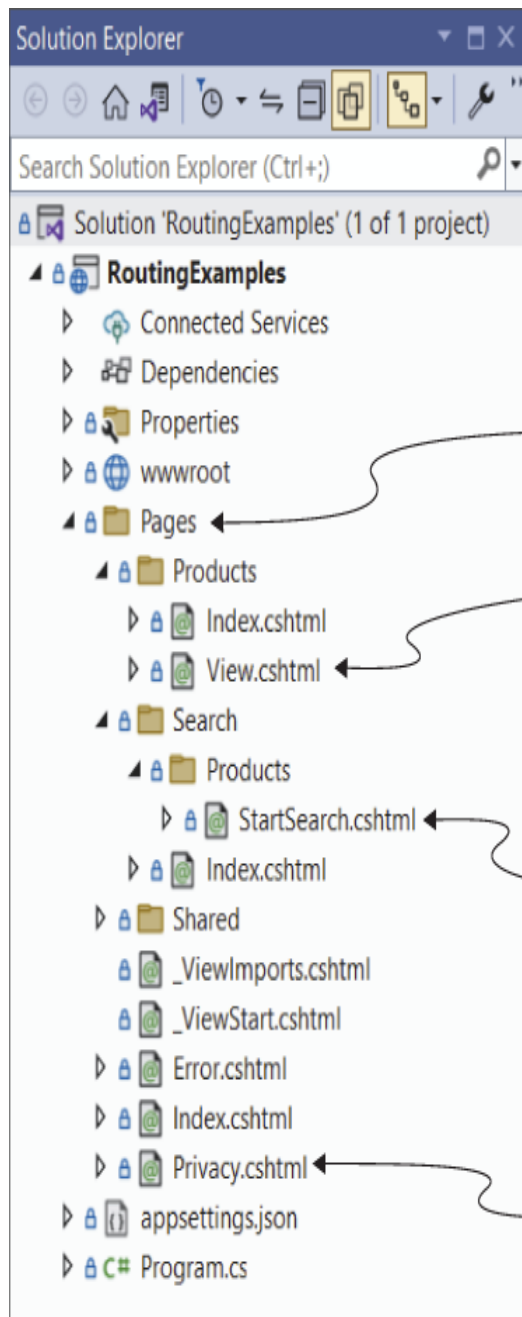 Solution Explorer
Search Solution Explorer (Ctrl+;)
Solution 'RoutingExamples' (1 of 1 project)
RoutingExamples
Connected Services
Dependencies
Properties
wwwroot
Pages
Products
Index.cshtml
View.cshtml
Search
Products
StartSearch.cshtml
Index.cshtml
Shared
_ViewImports.cshtml
_ViewStart.cshtml
Error.cshtml
Index.cshtml
Privacy.cshtml
appsettings.json
C# Program.cs